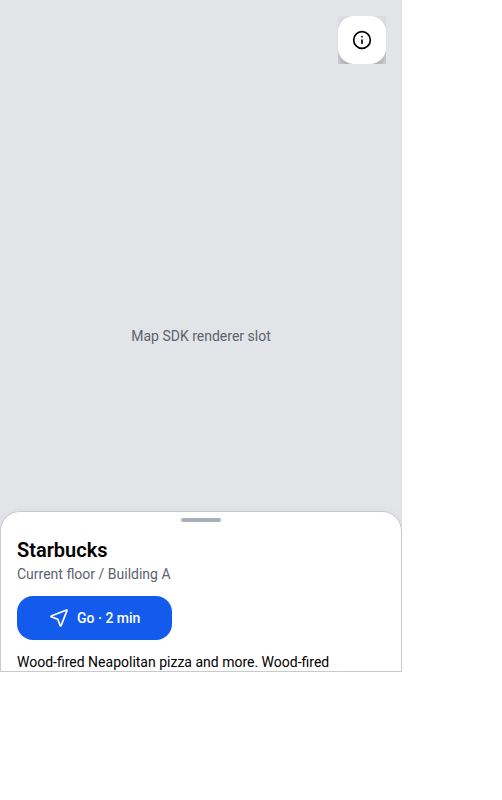 Map SDK renderer slot
Starbucks
Current floor / Building A
Go · 2 min
Wood-fired Neapolitan pizza and more. Wood-fired